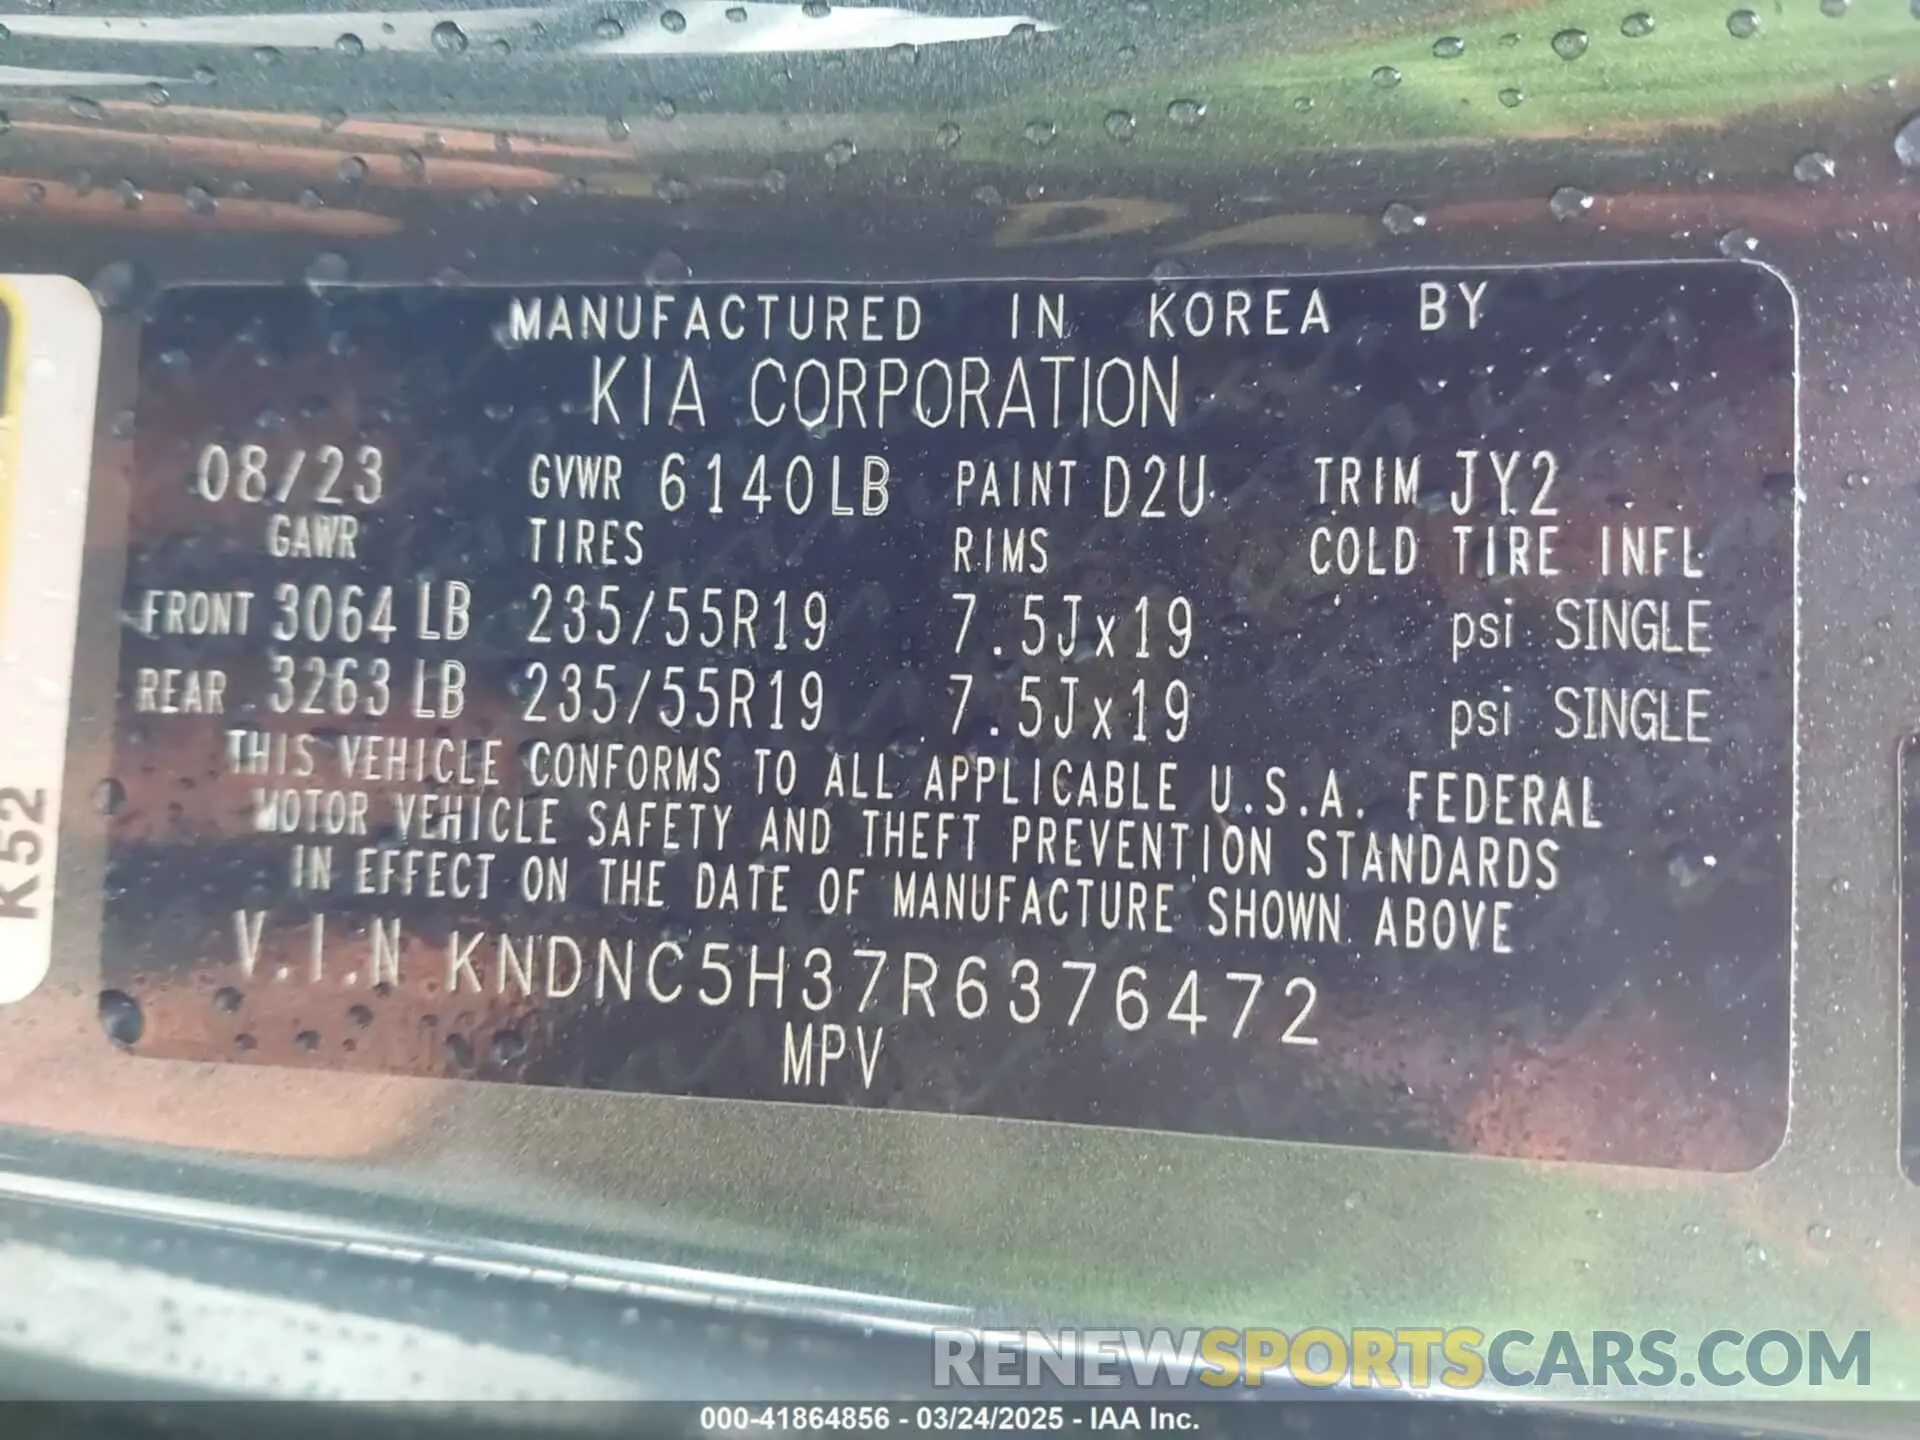 MANUFACTURED IN KOREA BY
KIA CORPORATION
08/23 GVWR 6140LB PAINT D2U TRIM JY2
GAWR TIRES RIMS COLD TIRE INFL
FRONT 3064 LB 235/55R19 7.5Jx19 psi SINGLE
REAR 3263 LB 235/55R19 7.5Jx19 psi SINGLE
THIS VEHICLE CONFORMS TO ALL APPLICABLE U.S.A. FEDERAL
MOTOR VEHICLE SAFETY AND THEFT PREVENTION STANDARDS
IN EFFECT ON THE DATE OF MANUFACTURE SHOWN ABOVE
V.I.N KNDNC5H37R6376472
MPV
K52
RENEWSPORTSCARS.COM
000-41864856 - 03/24/2025 - IAA Inc.